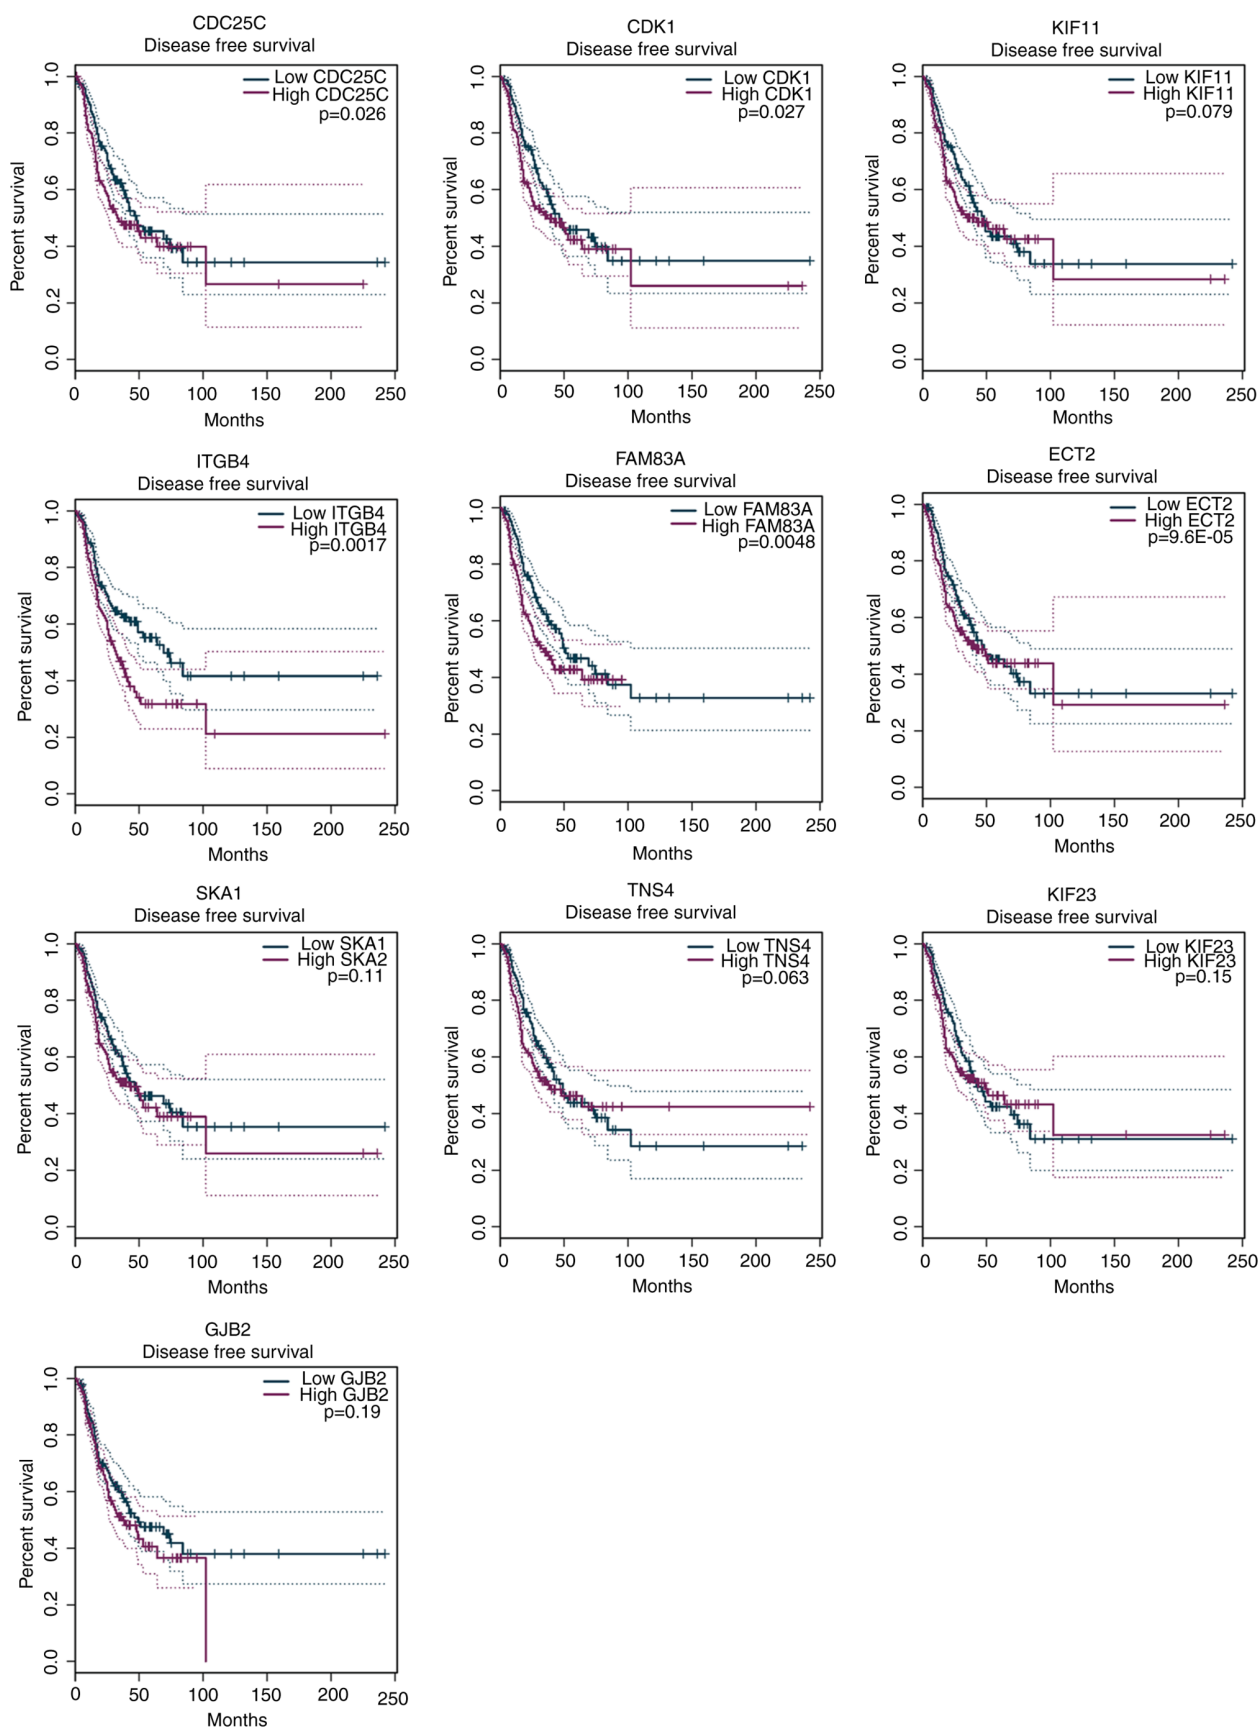 CDC25C
Disease free survival
Low CDC25C
High CDC25C
p=0.026
Percent survival
1.0
0.8
0.6
0.4
0.2
0.0
0 50 100 150 200 250
Months
CDK1
Disease free survival
Low CDK1
High CDK1
p=0.027
Percent survival
1.0
0.8
0.6
0.4
0.2
0.0
0 50 100 150 200 250
Months
KIF11
Disease free survival
Low KIF11
High KIF11
p=0.079
Percent survival
1.0
0.8
0.6
0.4
0.2
0.0
0 50 100 150 200 250
Months
ITGB4
Disease free survival
Low ITGB4
High ITGB4
p=0.0017
Percent survival
1.0
0.8
0.6
0.4
0.2
0.0
0 50 100 150 200 250
Months
FAM83A
Disease free survival
Low FAM83A
High FAM83A
p=0.0048
Percent survival
1.0
0.8
0.6
0.4
0.2
0.0
0 50 100 150 200 250
Months
ECT2
Disease free survival
Low ECT2
High ECT2
p=9.6E-05
Percent survival
1.0
0.8
0.6
0.4
0.2
0.0
0 50 100 150 200 250
Months
SKA1
Disease free survival
Low SKA1
High SKA2
p=0.11
Percent survival
1.0
0.8
0.6
0.4
0.2
0.0
0 50 100 150 200 250
Months
TNS4
Disease free survival
Low TNS4
High TNS4
p=0.063
Percent survival
1.0
0.8
0.6
0.4
0.2
0.0
0 50 100 150 200 250
Months
KIF23
Disease free survival
Low KIF23
High KIF23
p=0.15
Percent survival
1.0
0.8
0.6
0.4
0.2
0.0
0 50 100 150 200 250
Months
GJB2
Disease free survival
Low GJB2
High GJB2
p=0.19
Percent survival
1.0
0.8
0.6
0.4
0.2
0.0
0 50 100 150 200 250
Months